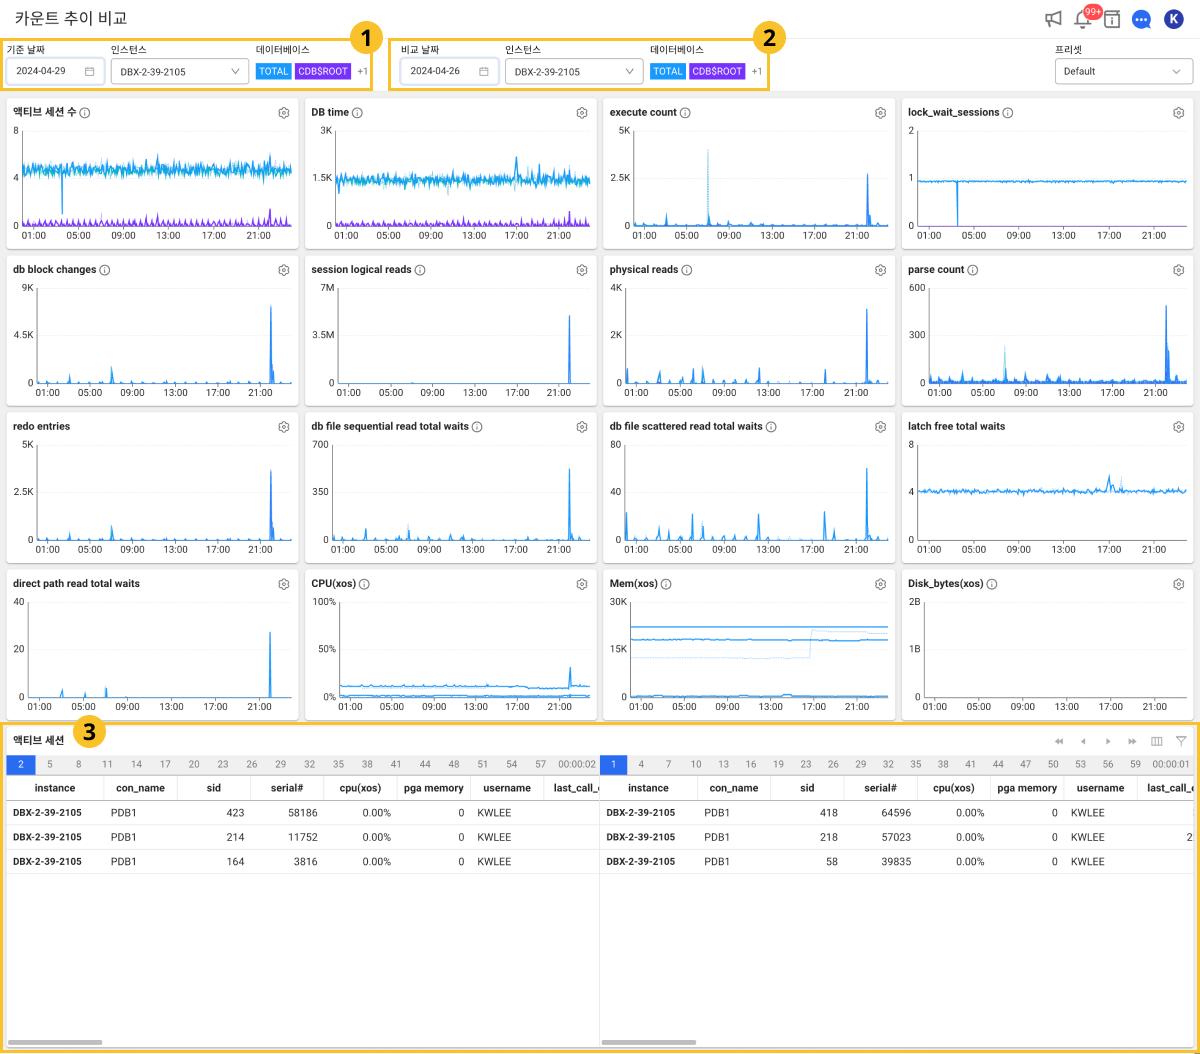 카운트 추이 비교
99+
K
1
2
기준 날짜 인스턴스 데이터베이스
비교 날짜 인스턴스 데이터베이스
프리셋
2024-04-29 DBX-2-39-2105 TOTAL CDB$ROOT +1
2024-04-26 DBX-2-39-2105 TOTAL CDB$ROOT +1
Default
액티브 세션 수
8
4
0
01:00 05:00 09:00 13:00 17:00 21:00
DB time
3K
1.5K
0
01:00 05:00 09:00 13:00 17:00 21:00
execute count
5K
2.5K
0
01:00 05:00 09:00 13:00 17:00 21:00
lock_wait_sessions
2
1
0
01:00 05:00 09:00 13:00 17:00 21:00
db block changes
9K
4.5K
0
01:00 05:00 09:00 13:00 17:00 21:00
session logical reads
7M
3.5M
0
01:00 05:00 09:00 13:00 17:00 21:00
physical reads
4K
2K
0
01:00 05:00 09:00 13:00 17:00 21:00
parse count
600
300
0
01:00 05:00 09:00 13:00 17:00 21:00
redo entries
5K
2.5K
0
01:00 05:00 09:00 13:00 17:00 21:00
db file sequential read total waits
700
350
0
01:00 05:00 09:00 13:00 17:00 21:00
db file scattered read total waits
80
40
0
01:00 05:00 09:00 13:00 17:00 21:00
latch free total waits
8
4
0
01:00 05:00 09:00 13:00 17:00 21:00
direct path read total waits
40
20
0
01:00 05:00 09:00 13:00 17:00 21:00
CPU(xos)
100%
50%
0%
01:00 05:00 09:00 13:00 17:00 21:00
Mem(xos)
30K
15K
0
01:00 05:00 09:00 13:00 17:00 21:00
Disk_bytes(xos)
2B
1B
0
01:00 05:00 09:00 13:00 17:00 21:00
액티브 세션
3
2 5 8 11 14 17 20 23 26 29 32 35 38 41 44 48 51 54 57 00:00:02
instance con_name sid serial# cpu(xos) pga memory username last_call_e
DBX-2-39-2105 PDB1 423 58186 0.00% 0 KWLEE
DBX-2-39-2105 PDB1 214 11752 0.00% 0 KWLEE
DBX-2-39-2105 PDB1 164 3816 0.00% 0 KWLEE
1 4 7 10 13 16 19 23 26 29 32 35 38 41 44 47 50 53 56 59 00:00:01
instance con_name sid serial# cpu(xos) pga memory username last_call_e
DBX-2-39-2105 PDB1 418 64596 0.00% 0 KWLEE
DBX-2-39-2105 PDB1 218 57023 0.00% 0 KWLEE
DBX-2-39-2105 PDB1 58 39835 0.00% 0 KWLEE